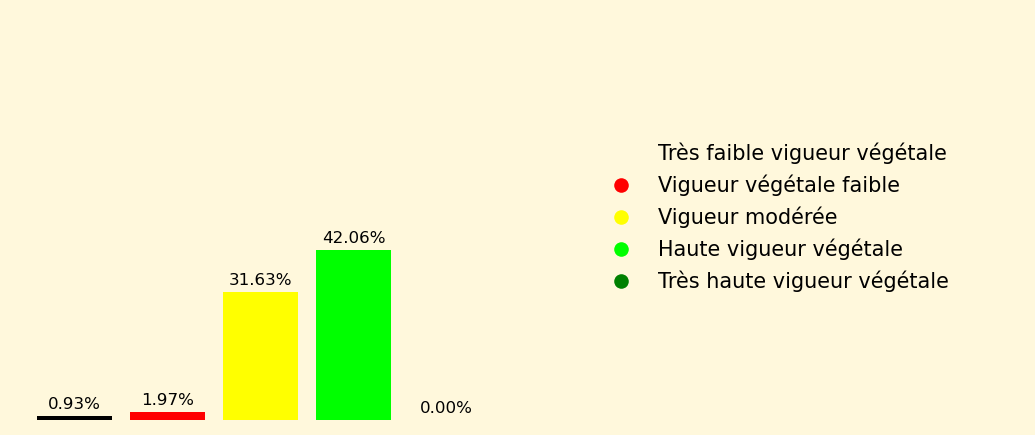 42.06%
31.63%
1.97%
0.93%
0.00%
Très faible vigueur végétale
Vigueur végétale faible
Vigueur modérée
Haute vigueur végétale
Très haute vigueur végétale